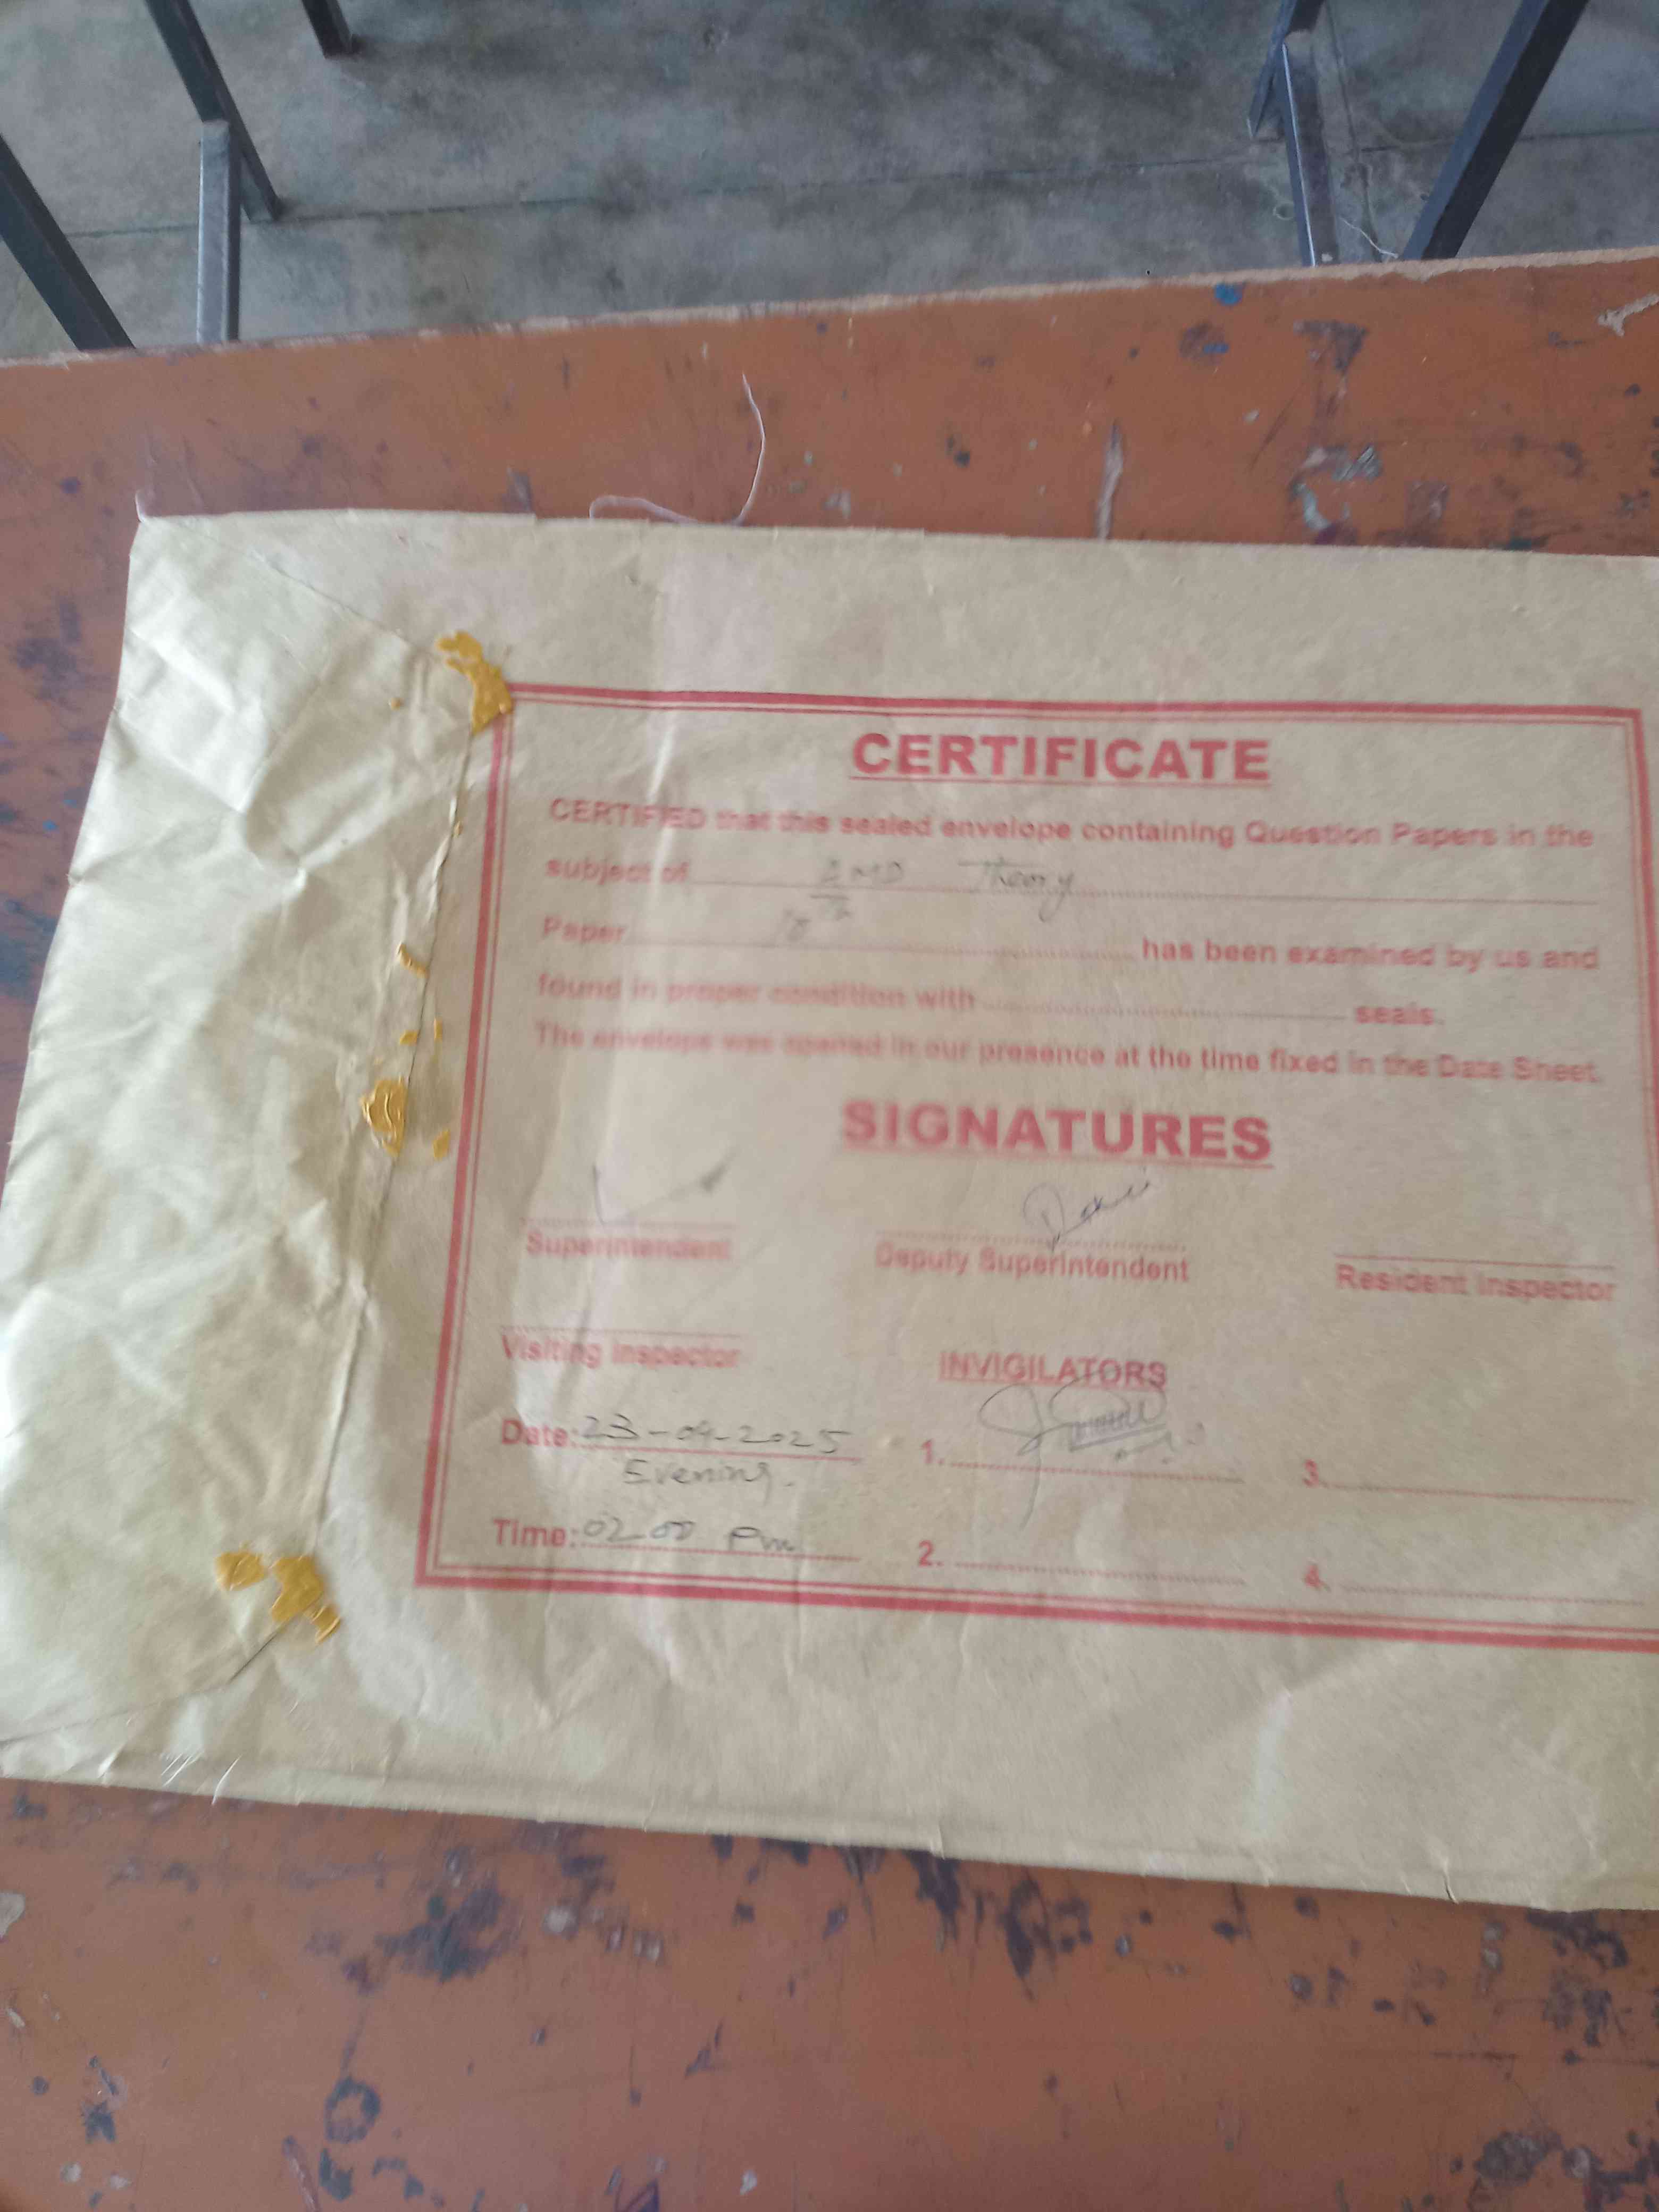 CERTIFICATE
CERTIFIED that this sealed envelope containing Question Papers in the
subject of Theory
Paper 10th has been examined by us and
found in proper condition with seals.
The envelope was opened in our presence at the time fixed in the Date Sheet.
SIGNATURES
Superintendent Deputy Superintendent Resident Inspector
Visiting Inspector INVIGILATORS
Date: 23-04-2025 1. 3.
Evening.
Time: 02 00 Pm 2. 4.